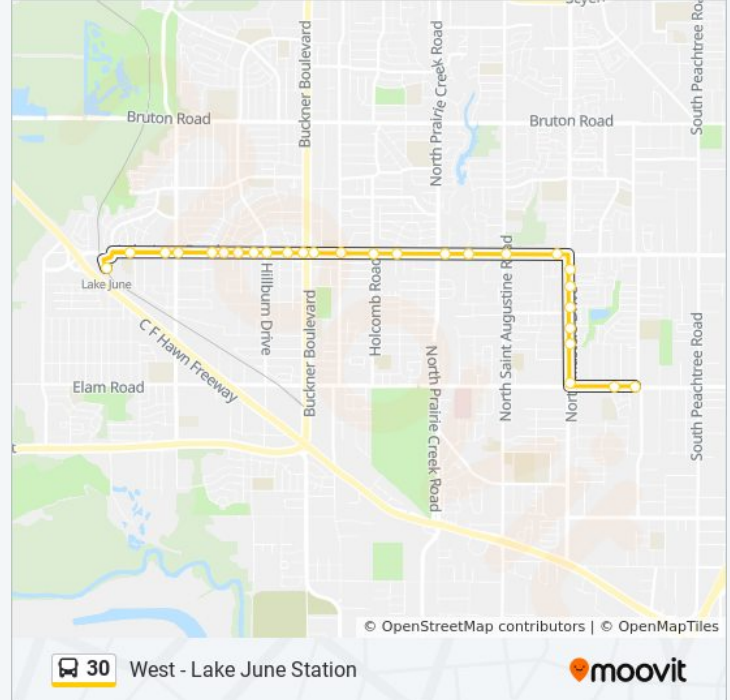 Buckner Boulevard
North Prairie Creek Road
South Peachtree Roa
Bruton Road
Bruton Road
Lake June
Hillburn Drive
Holcomb Road
North Saint Augustine Road
C F Hawn Freeway
Elam Road
Buckner Boulevard
North Prairie Creek Road
Nort
South Peachtree Road
t
© OpenStreetMap contributors | © OpenMapTiles
30 West - Lake June Station
moovit